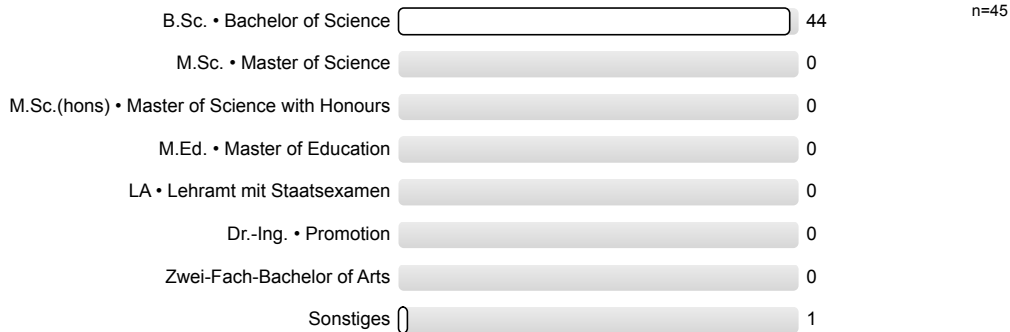 B.Sc. • Bachelor of Science 44 n=45
M.Sc. • Master of Science 0
M.Sc.(hons) • Master of Science with Honours 0
M.Ed. • Master of Education 0
LA • Lehramt mit Staatsexamen 0
Dr.-Ing. • Promotion 0
Zwei-Fach-Bachelor of Arts 0
Sonstiges 1